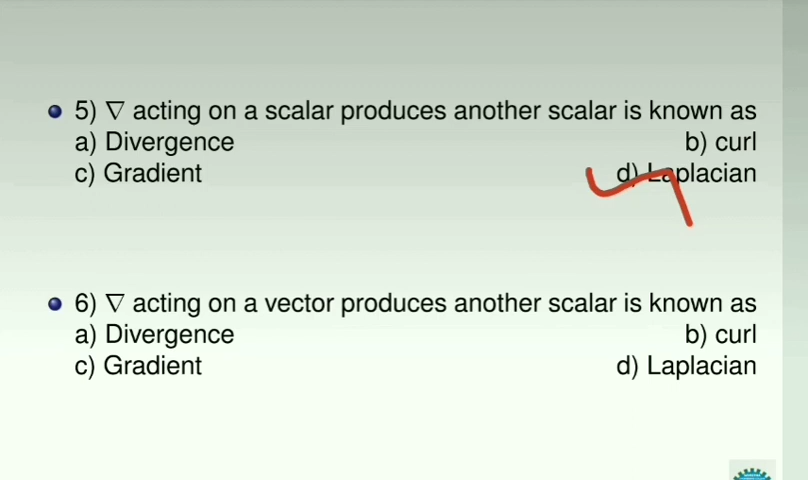 5) ∇ acting on a scalar produces another scalar is known as
a) Divergence b) curl
c) Gradient d) Laplacian
6) ∇ acting on a vector produces another scalar is known as
a) Divergence b) curl
c) Gradient d) Laplacian